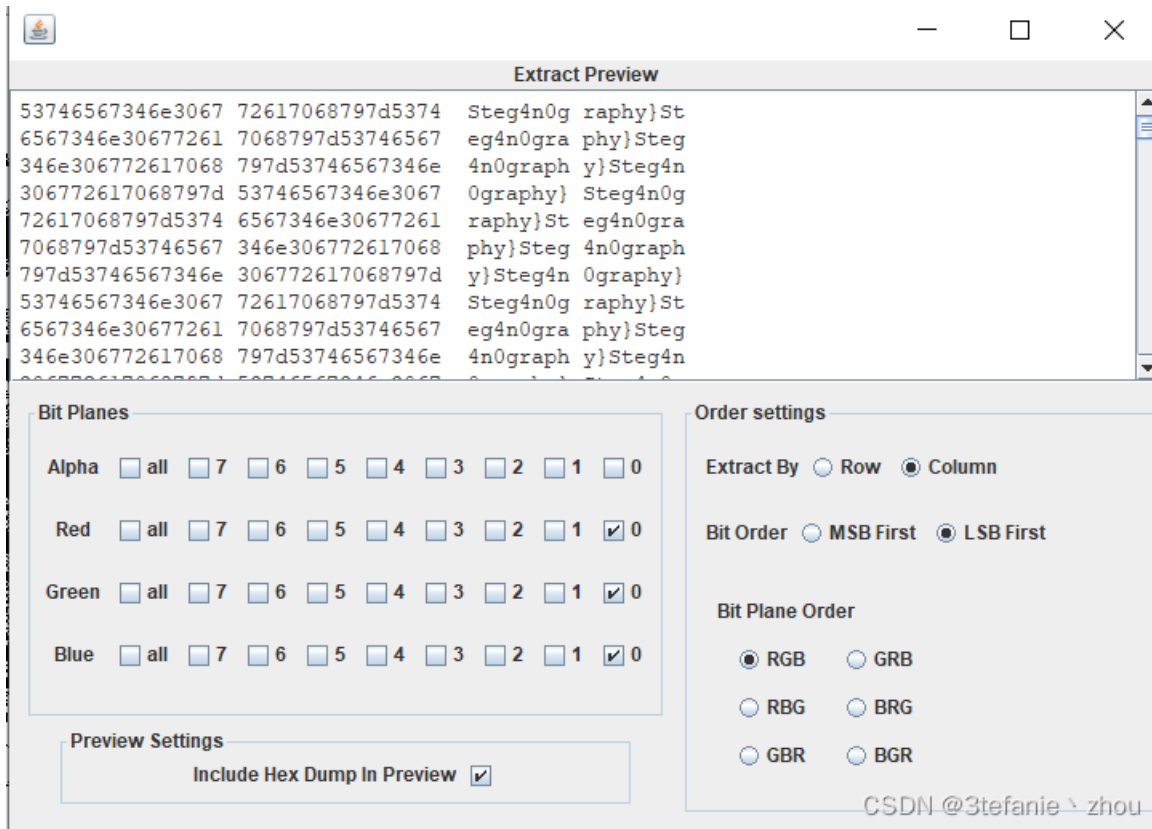 Extract Preview
53746567346e3067 72617068797d5374 Steg4n0g raphy}St
6567346e30677261 7068797d53746567 eg4n0gra phy}Steg
346e306772617068 797d53746567346e 4n0graph y}Steg4n
306772617068797d 53746567346e3067 0graphy} Steg4n0g
72617068797d5374 6567346e30677261 raphy}St eg4n0gra
7068797d53746567 346e306772617068 phy}Steg 4n0graph
797d53746567346e 306772617068797d y}Steg4n 0graphy}
53746567346e3067 72617068797d5374 Steg4n0g raphy}St
6567346e30677261 7068797d53746567 eg4n0gra phy}Steg
346e306772617068 797d53746567346e 4n0graph y}Steg4n
Bit Planes
Alpha all 7 6 5 4 3 2 1 0
Red all 7 6 5 4 3 2 1 0
Green all 7 6 5 4 3 2 1 0
Blue all 7 6 5 4 3 2 1 0
Preview Settings
Include Hex Dump In Preview
Order settings
Extract By Row Column
Bit Order MSB First LSB First
Bit Plane Order
RGB GRB
RBG BRG
GBR BGR
CSDN @3tefanie丶zhou